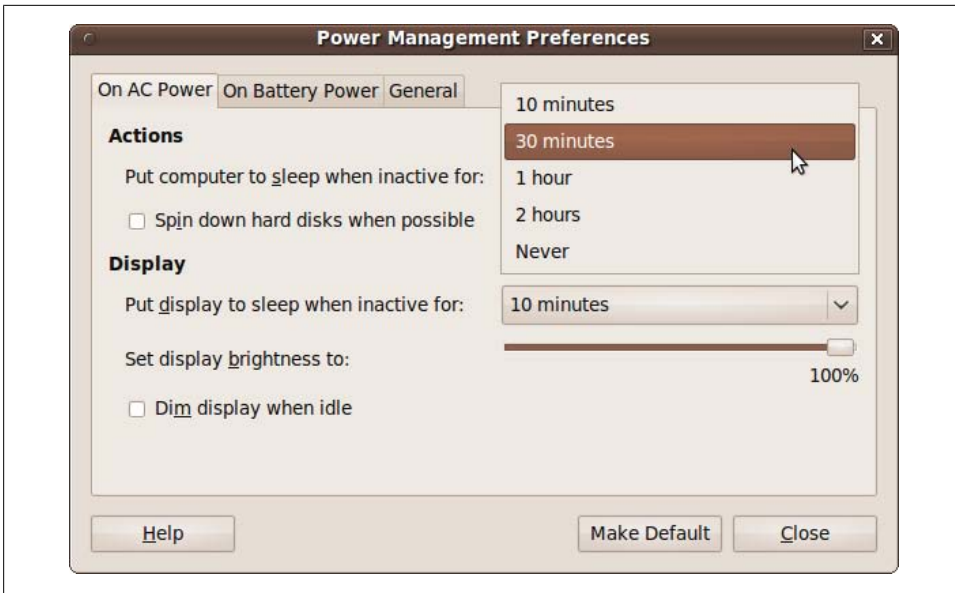 Power Management Preferences
On AC Power On Battery Power General
10 minutes
Actions
30 minutes
Put computer to sleep when inactive for:
1 hour
Spin down hard disks when possible
2 hours
Never
Display
Put display to sleep when inactive for:
10 minutes
Set display brightness to:
100%
Dim display when idle
Help Make Default Close